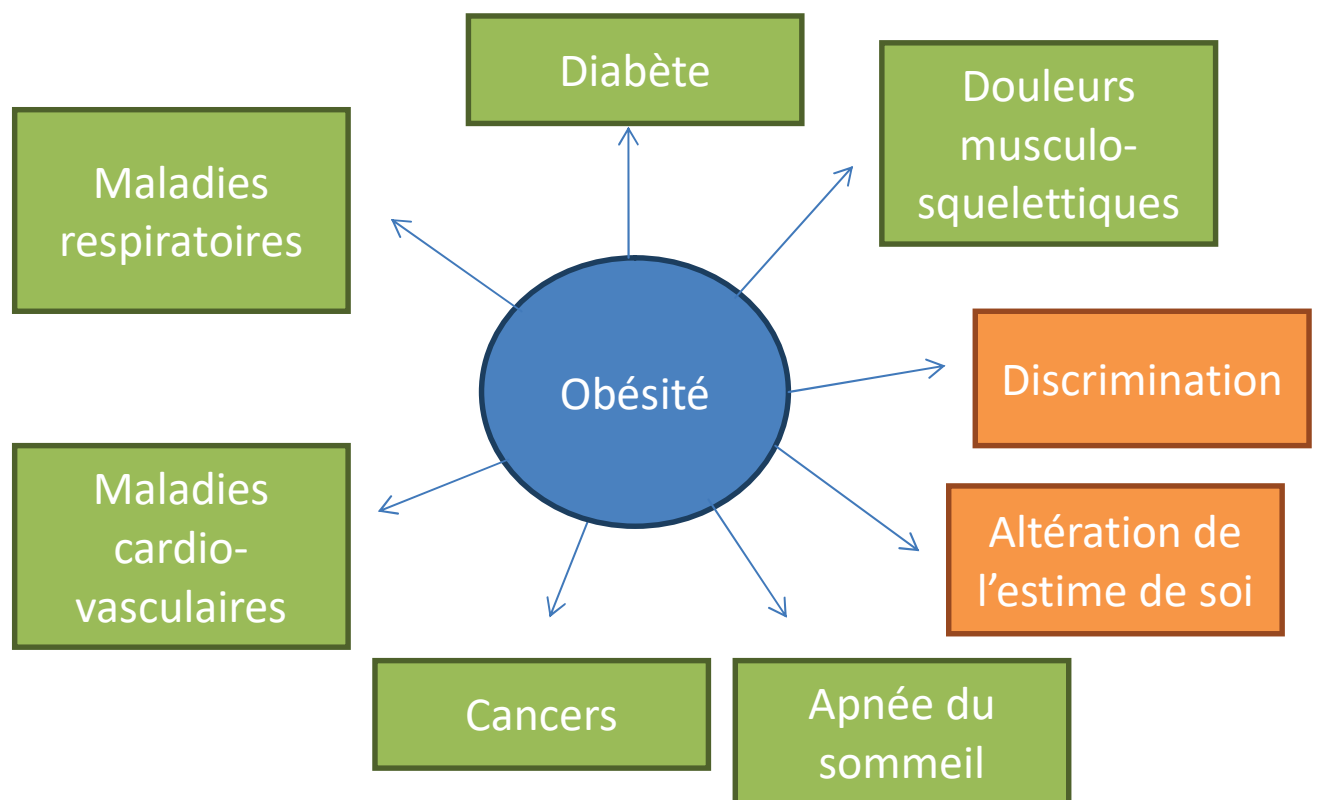 Diabète
Douleurs
musculo-
squelettiques
Maladies
respiratoires
Discrimination
Obésité
Maladies
cardio-
vasculaires
Altération de
l’estime de soi
Cancers
Apnée du
sommeil